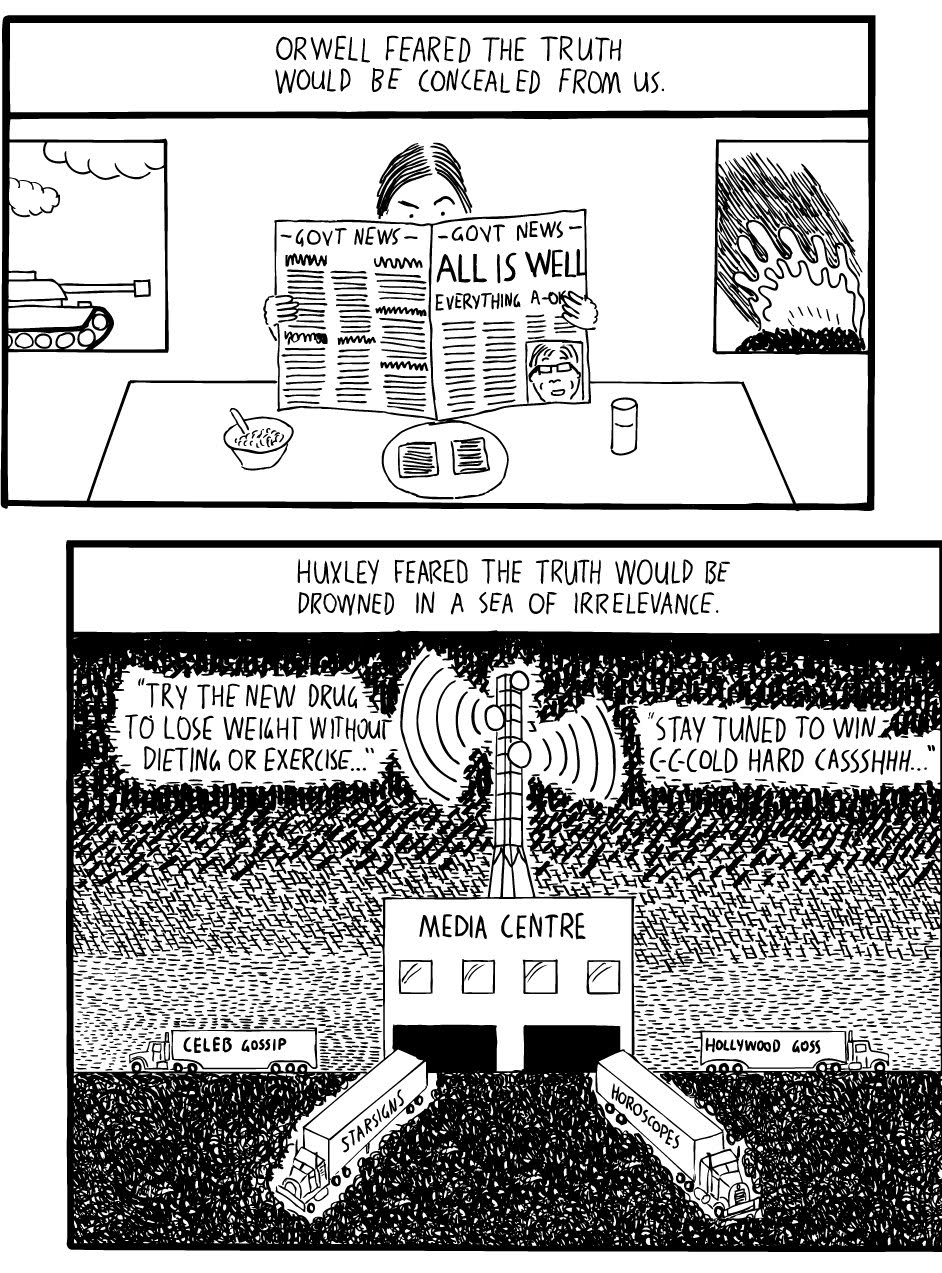 ORWELL FEARED THE TRUTH
WOULD BE CONCEALED FROM US.
-GOVT NEWS-
-GOVT NEWS-
ALL IS WELL
EVERYTHING A-OK
HUXLEY FEARED THE TRUTH WOULD BE
DROWNED IN A SEA OF IRRELEVANCE.
"TRY THE NEW DRUG
TO LOSE WEIGHT WITHOUT
DIETING OR EXERCISE..."
"STAY TUNED TO WIN
C-C-COLD HARD CASSSHHH..."
MEDIA CENTRE
CELEB GOSSIP
HOLLYWOOD GOSS
STARSIGNS
HOROSCOPES